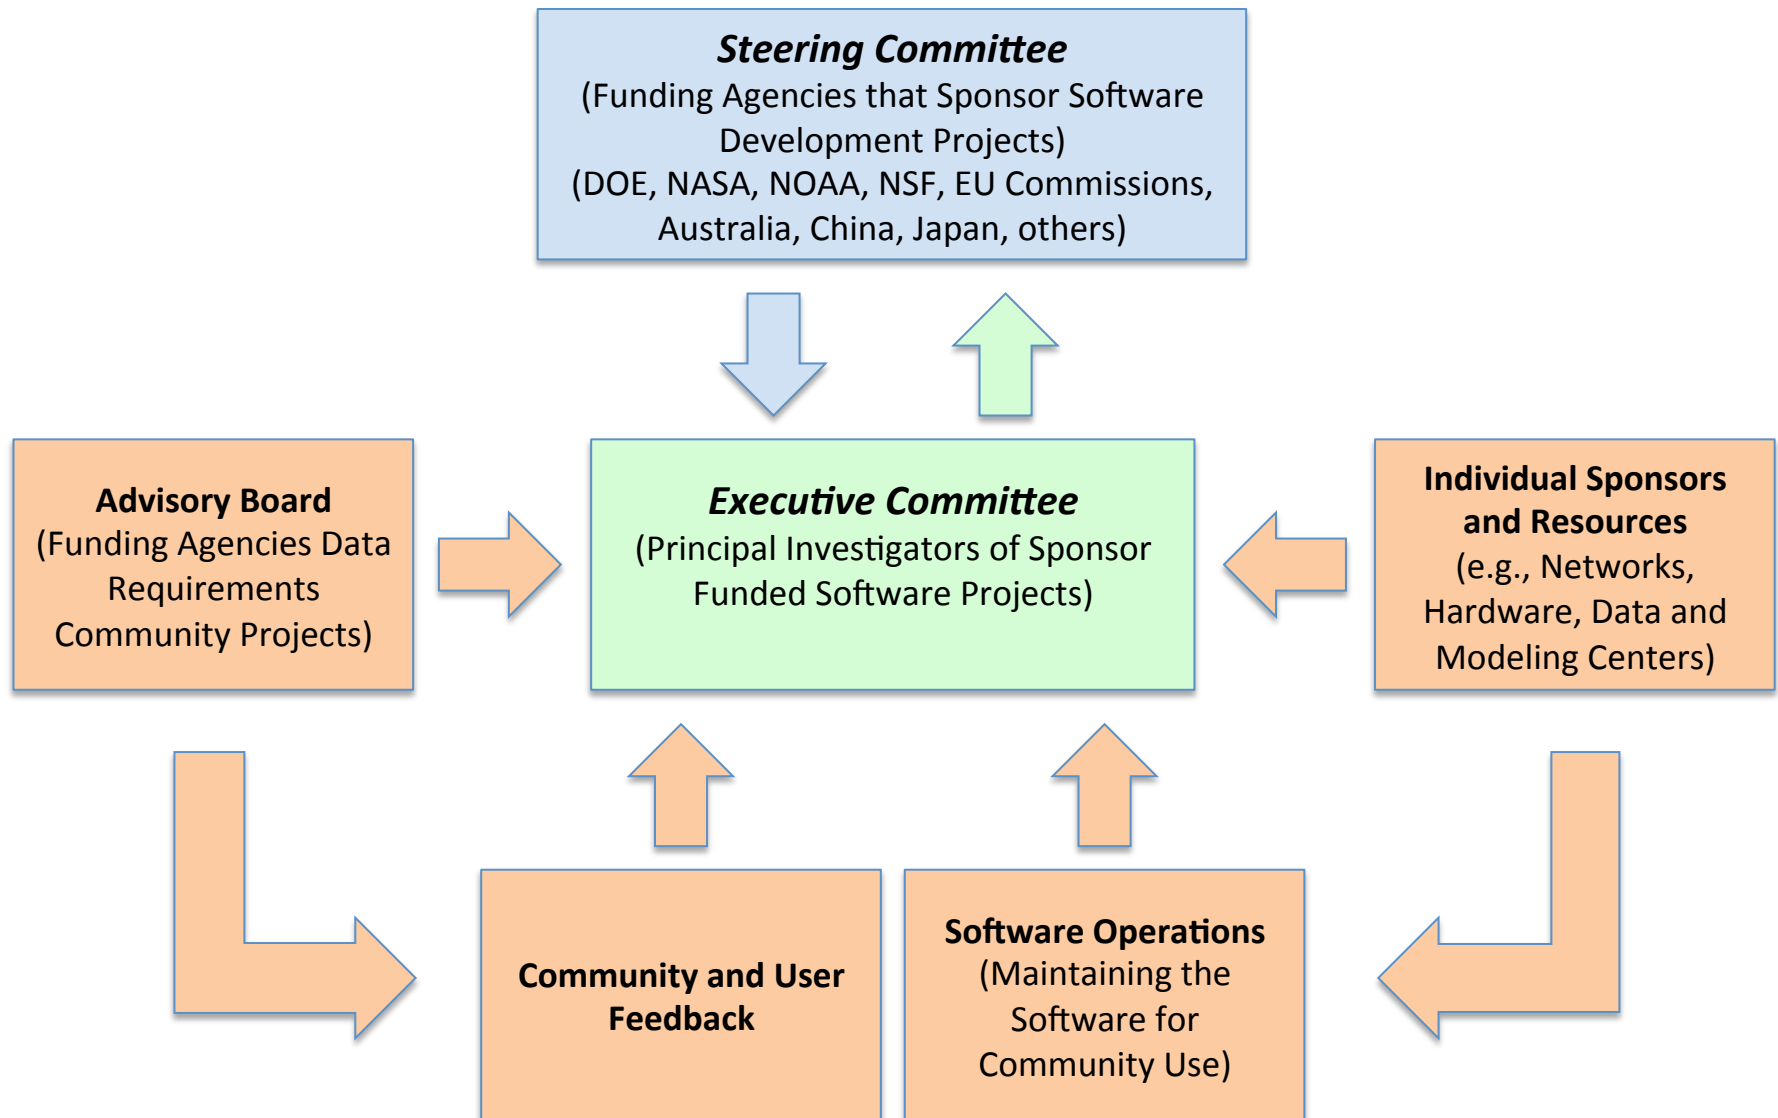 Steering Committee
(Funding Agencies that Sponsor Software
Development Projects)
(DOE, NASA, NOAA, NSF, EU Commissions,
Australia, China, Japan, others)
Advisory Board
(Funding Agencies Data
Requirements
Community Projects)
Executive Committee
(Principal Investigators of Sponsor
Funded Software Projects)
Individual Sponsors
and Resources
(e.g., Networks,
Hardware, Data and
Modeling Centers)
Community and User
Feedback
Software Operations
(Maintaining the
Software for
Community Use)